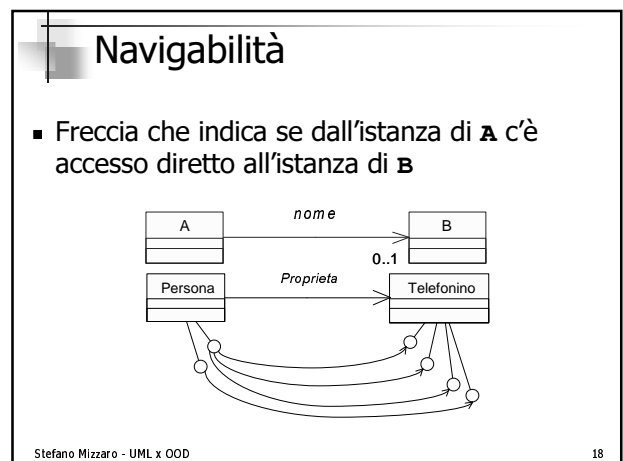 Navigabilità
Freccia che indica se dall'istanza di A c'è
accesso diretto all'istanza di B
A
nome
B
0..1
Persona
Proprieta
Telefonino
Stefano Mizzaro - UML x OOD
18